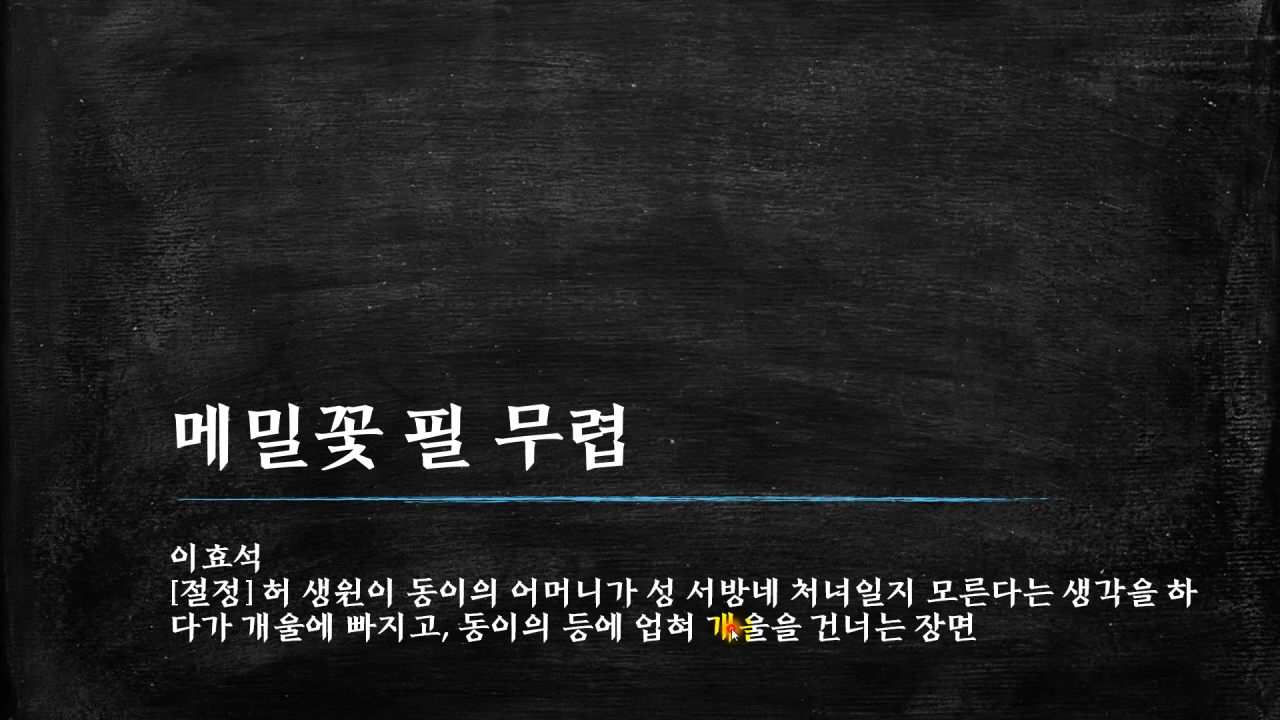 메밀꽃 필 무렵
이효석
[절정] 허 생원이 동이의 어머니가 성 서방네 처녀일지 모른다는 생각을 하
다가 개울에 빠지고, 동이의 등에 업혀 개울을 건너는 장면